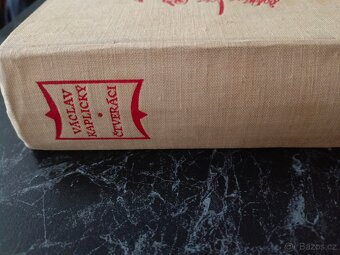 VÁCLAV
KAPLICKÝ
•
ČTVERÁCI
Bazos.cz